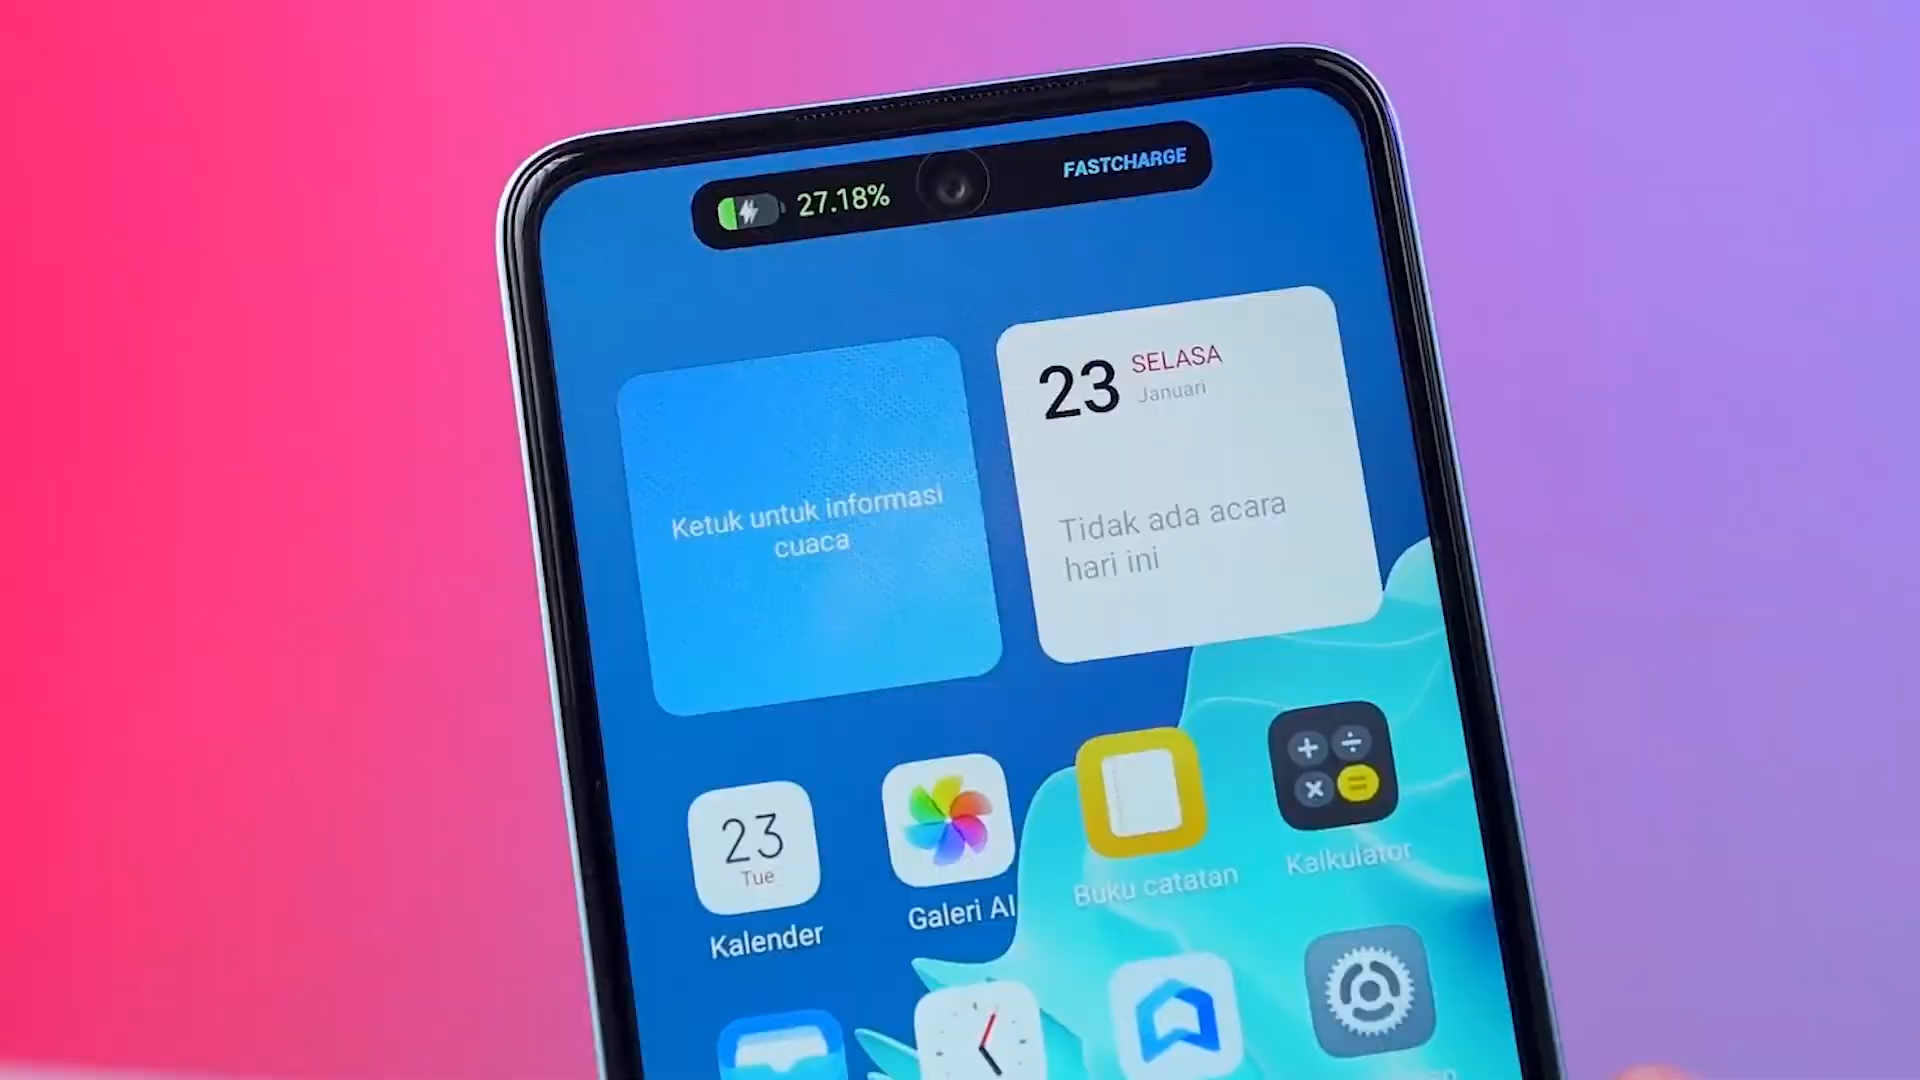 27.18%
FASTCHARGE
23
SELASA
Januari
Ketuk untuk informasi
cuaca
Tidak ada acara
hari ini
23
Tue
Kalender
Galeri AI
Buku catatan
Kalkulator